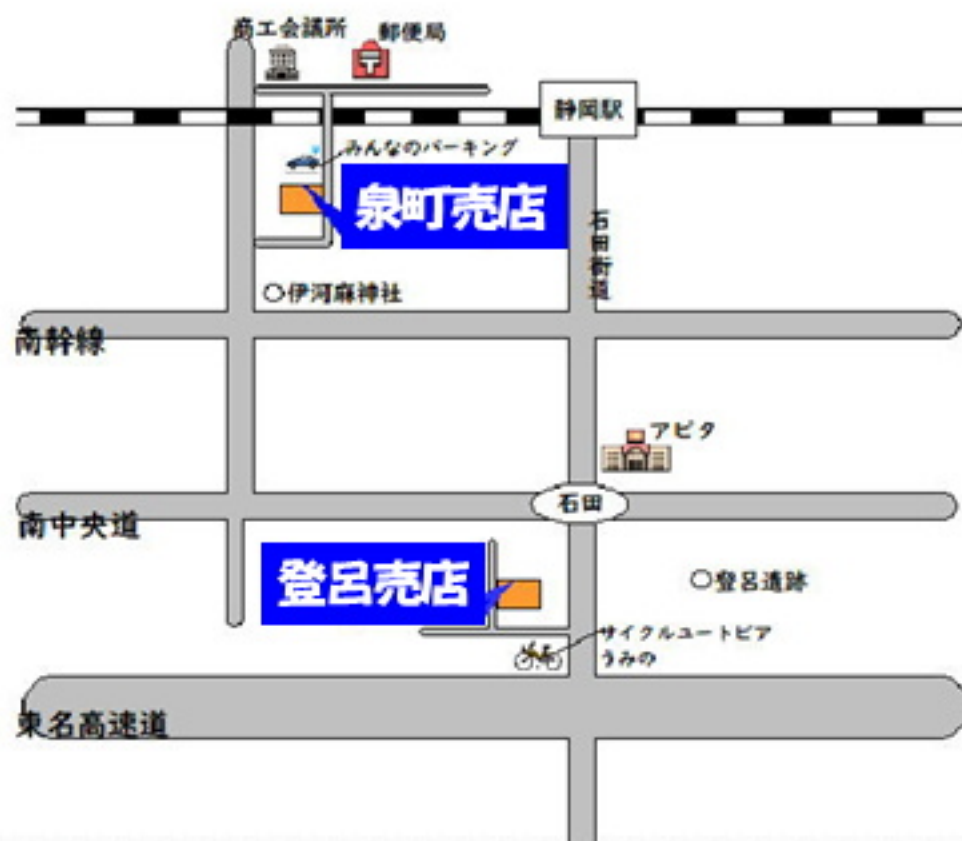 商工会議所
郵便局
静岡駅
みんなのパーキング
泉町売店
石田街道
伊河麻神社
南幹線
アピタ
石田
南中央道
登呂売店
登呂遺跡
サイクルユートピア
うみの
東名高速道